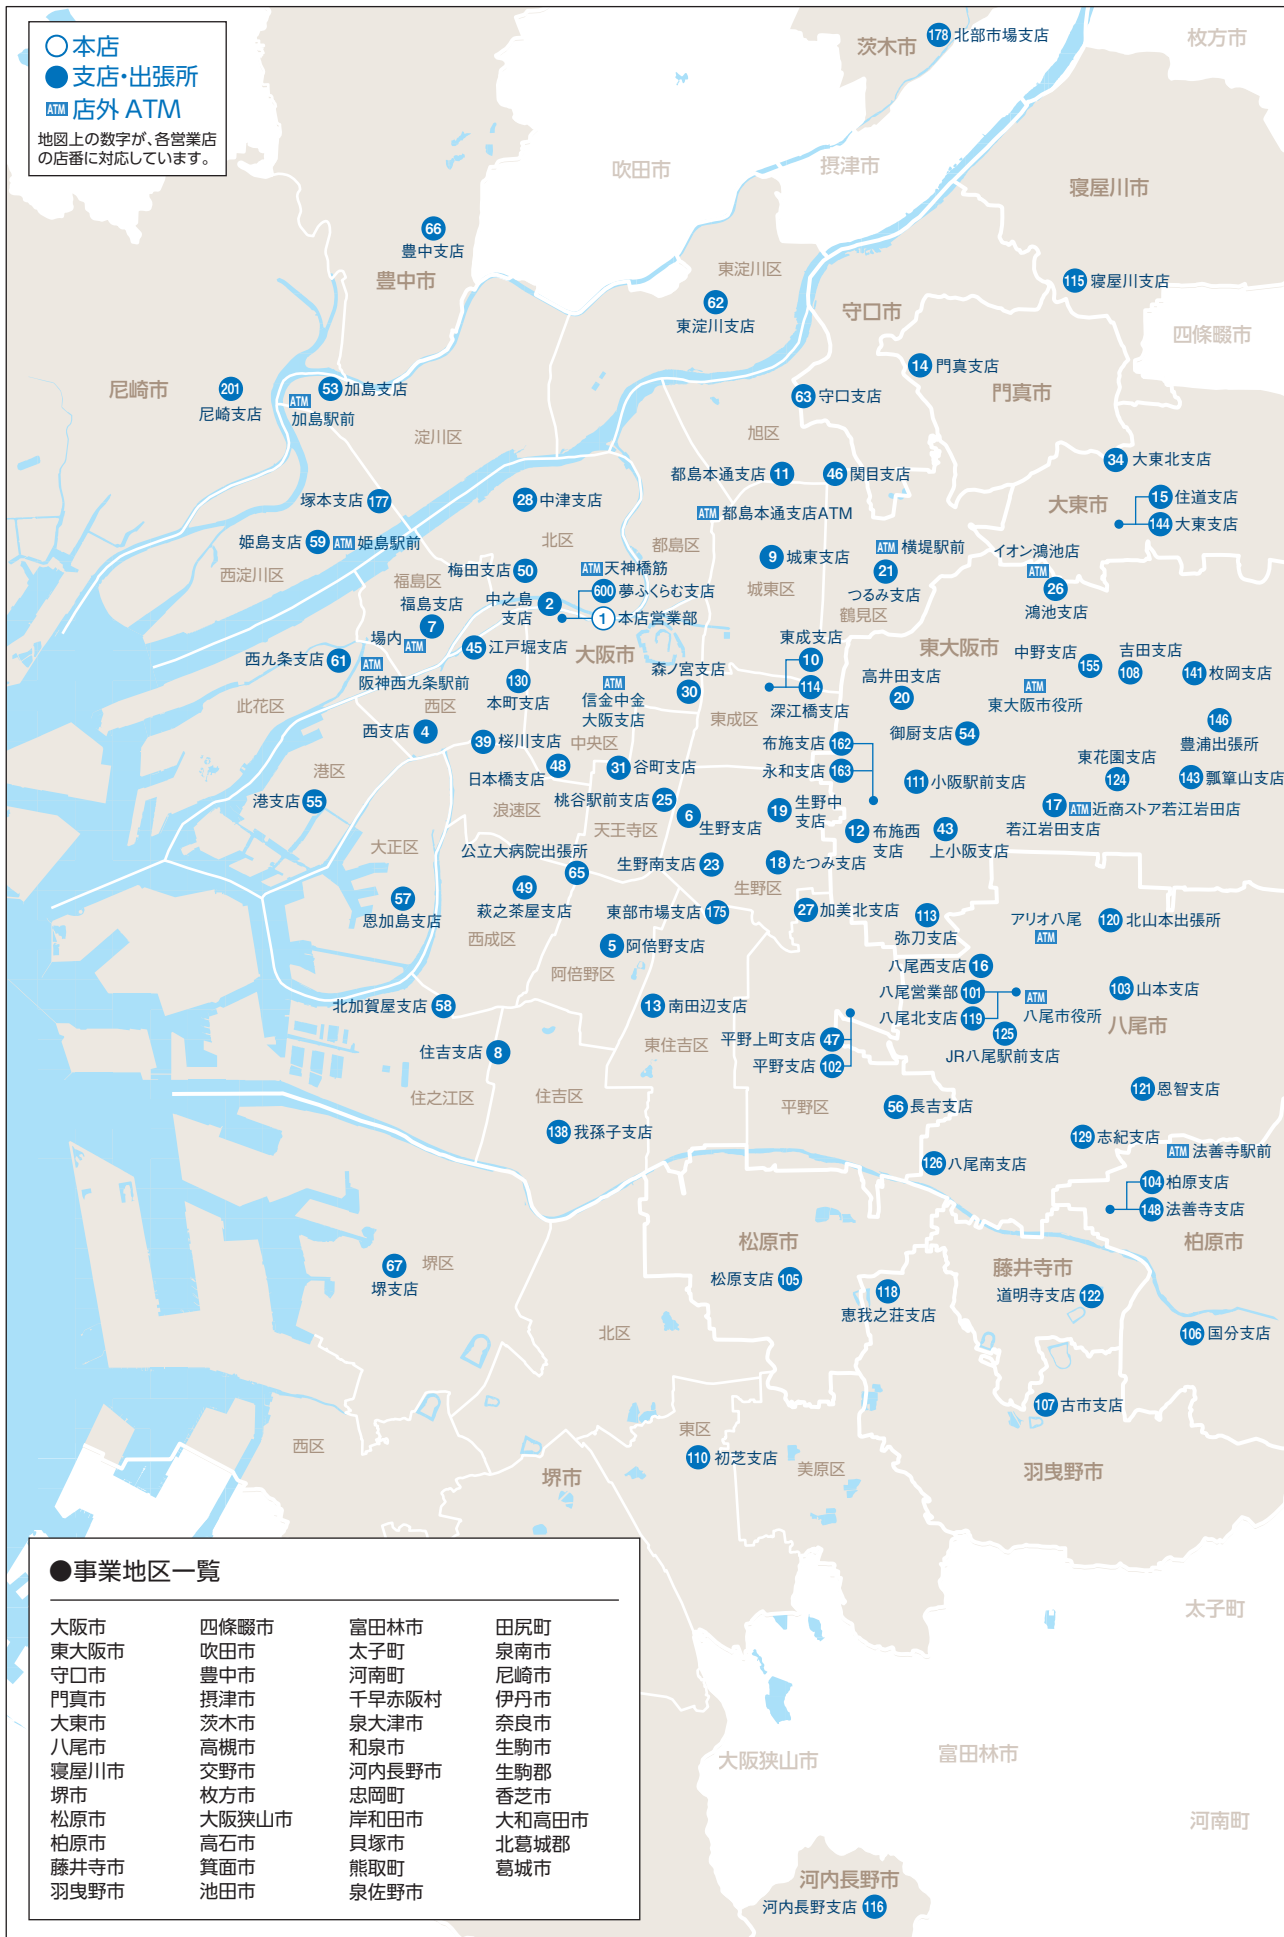 本店
支店・出張所
ATM 店外 ATM
地図上の数字が、各営業店
の店番に対応しています。
茨木市
178 北部市場支店
枚方市
吹田市
摂津市
寝屋川市
66
豊中支店
豊中市
東淀川区
62
東淀川支店
守口市
115 寝屋川支店
四條畷市
尼崎市
201
尼崎支店
53 加島支店
ATM
加島駅前
淀川区
14 門真支店
門真市
63 守口支店
旭区
都島本通支店 11
46 関目支店
34 大東北支店
大東市
15 住道支店
144 大東支店
塚本支店 177
28 中津支店
ATM 都島本通支店ATM
姫島支店 59 ATM 姫島駅前
西淀川区
北区
都島区
9 城東支店
城東区
ATM 横堤駅前
21
つるみ支店
鶴見区
イオン鴻池店
ATM
26
鴻池支店
梅田支店 50
ATM 天神橋筋
600 夢ふくらむ支店
福島区
福島支店
7
中之島
支店
2
1 本店営業部
場内
ATM
45 江戸堀支店
大阪市
西九条支店 61
ATM
阪神西九条駅前
130
本町支店
ATM
信金中金
大阪支店
森ノ宮支店
30
東成支店
10
114
深江橋支店
東大阪市
高井田支店
20
中野支店 155
吉田支店
108
141 枚岡支店
ATM
東大阪市役所
此花区
西区
東成区
146
豊浦出張所
西支店 4
39 桜川支店
中央区
布施支店 162
永和支店 163
御厨支店 54
東花園支店
124
143 瓢箪山支店
港区
港支店 55
日本橋支店 48
31 谷町支店
111 小阪駅前支店
浪速区
桃谷駅前支店 25
天王寺区
6
生野支店
19 生野中
支店
12 布施西
支店
43
上小阪支店
17 ATM 近商ストア若江岩田店
若江岩田支店
大正区
公立大病院出張所
65
生野南支店 23
18 たつみ支店
生野区
57
恩加島支店
49
萩之茶屋支店
東部市場支店 175
27 加美北支店
113
弥刀支店
アリオ八尾
ATM
120 北山本出張所
西成区
5 阿倍野支店
阿倍野区
八尾西支店 16
八尾営業部 101
八尾北支店 119
ATM
八尾市役所
103 山本支店
八尾市
125
JR八尾駅前支店
北加賀屋支店 58
13 南田辺支店
東住吉区
平野上町支店 47
平野支店 102
住吉支店 8
住之江区
住吉区
平野区
56 長吉支店
121 恩智支店
138 我孫子支店
129 志紀支店
ATM 法善寺駅前
126 八尾南支店
104 柏原支店
148 法善寺支店
柏原市
松原市
松原支店 105
藤井寺市
道明寺支店 122
118
恵我之荘支店
67
堺支店
堺区
北区
106 国分支店
107 古市支店
東区
110 初芝支店
美原区
羽曳野市
西区
堺市
●事業地区一覧
大阪市
東大阪市
守口市
門真市
大東市
八尾市
寝屋川市
堺市
松原市
柏原市
藤井寺市
羽曳野市
四條畷市
吹田市
豊中市
摂津市
茨木市
高槻市
交野市
枚方市
大阪狭山市
高石市
箕面市
池田市
富田林市
太子町
河南町
千早赤阪村
泉大津市
和泉市
河内長野市
忠岡町
岸和田市
貝塚市
熊取町
泉佐野市
田尻町
泉南市
尼崎市
伊丹市
奈良市
生駒市
生駒郡
香芝市
大和高田市
北葛城郡
葛城市
太子町
大阪狭山市
富田林市
河南町
河内長野市
河内長野支店 116